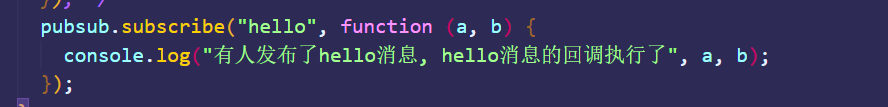 }); /
pubsub.subscribe("hello", function (a, b) {
  console.log("有人发布了hello消息, hello消息的回调执行了", a, b);
});